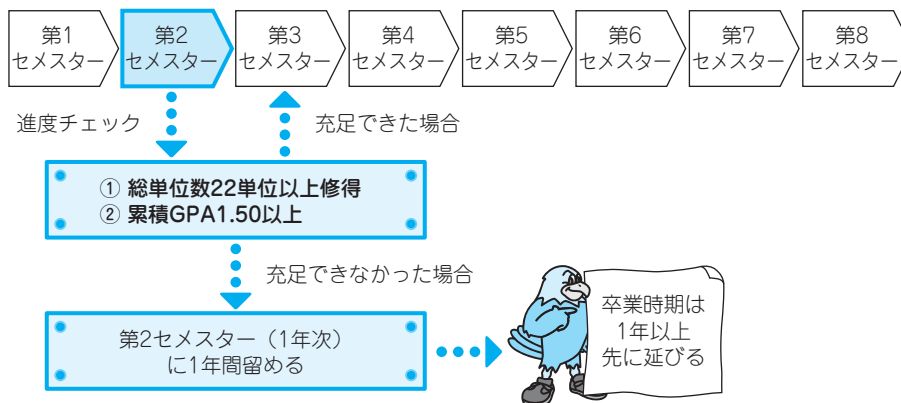 第1
セメスター
第2
セメスター
第3
セメスター
第4
セメスター
第5
セメスター
第6
セメスター
第7
セメスター
第8
セメスター
進度チェック
充足できた場合
① 総単位数22単位以上修得
② 累積GPA1.50以上
充足できなかった場合
第2セメスター（1年次）
に1年間留める
卒業時期は
1年以上
先に延びる